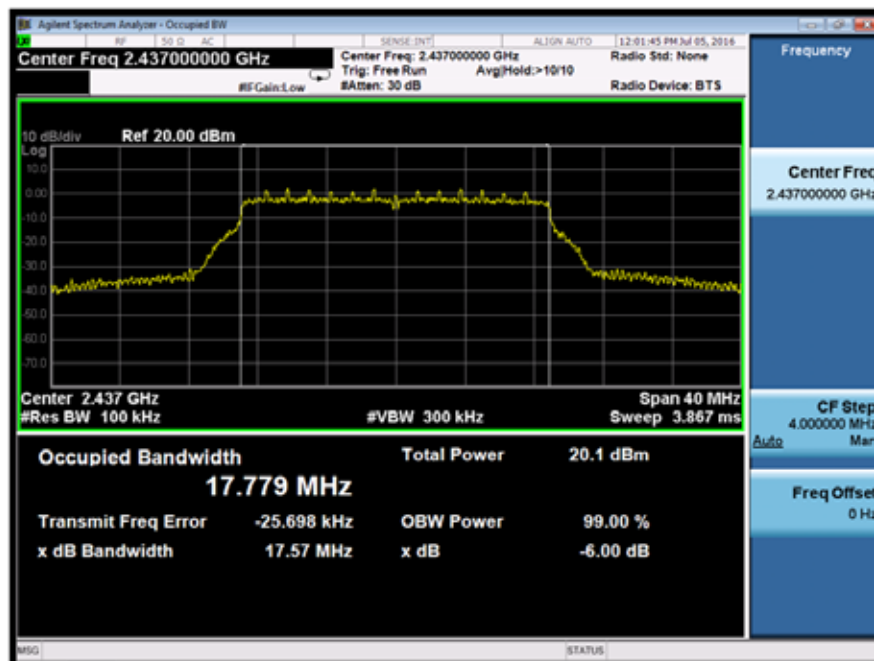 Agilent Spectrum Analyzer - Occupied BW
RF 50 Ω AC SENSE:INT ALIGN AUTO 12:01:45 PM Jul 05, 2016
Center Freq 2.437000000 GHz
Center Freq: 2.437000000 GHz
Radio Std: None
Trig: Free Run Avg|Hold:>10/10
#IFGain:Low
#Atten: 30 dB
Radio Device: BTS
10 dB/div Ref 20.00 dBm
Log
10.0
0.00
-10.0
-20.0
-30.0
-40.0
-50.0
-60.0
-70.0
Center 2.437 GHz
Span 40 MHz
#Res BW 100 kHz
#VBW 300 kHz
Sweep 3.867 ms
Occupied Bandwidth
Total Power 20.1 dBm
17.779 MHz
Transmit Freq Error -25.698 kHz
OBW Power 99.00 %
x dB Bandwidth 17.57 MHz
x dB -6.00 dB
MSG
STATUS
Frequency
Center Freq
2.437000000 GHz
CF Step
4.000000 MHz
Auto Man
Freq Offset
0 Hz